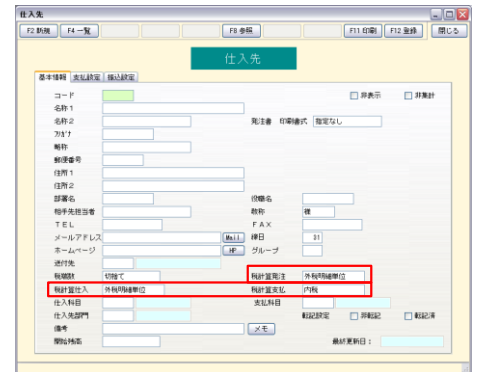 仕入先
F2 新規 F4 一覧 F8 参照 F11 印刷 F12 登録 閉じる
仕入先
基本情報 支払設定 振込設定
コード 非表示 非集計
名称1
名称2 発注書 印刷書式 指定なし
フリガナ
略称
郵便番号
住所1
住所2
部署名 役職名
相手先担当者 敬称 様
TEL FAX
メールアドレス Mail 締日 31
ホームページ HP グループ
送付先
税端数 切捨て 税計算発注 外税明細単位
税計算仕入 外税明細単位 税計算支払 内税
仕入科目 支払科目
仕入先部門 転記設定 非転記 転記済
備考 メモ
開始残高 最終更新日: